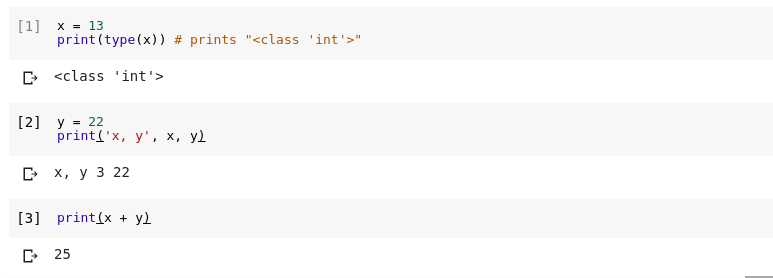 [1] x = 13
print(type(x)) # prints "<class 'int'>"
<class 'int'>
[2] y = 22
print('x, y', x, y)
x, y 3 22
[3] print(x + y)
25